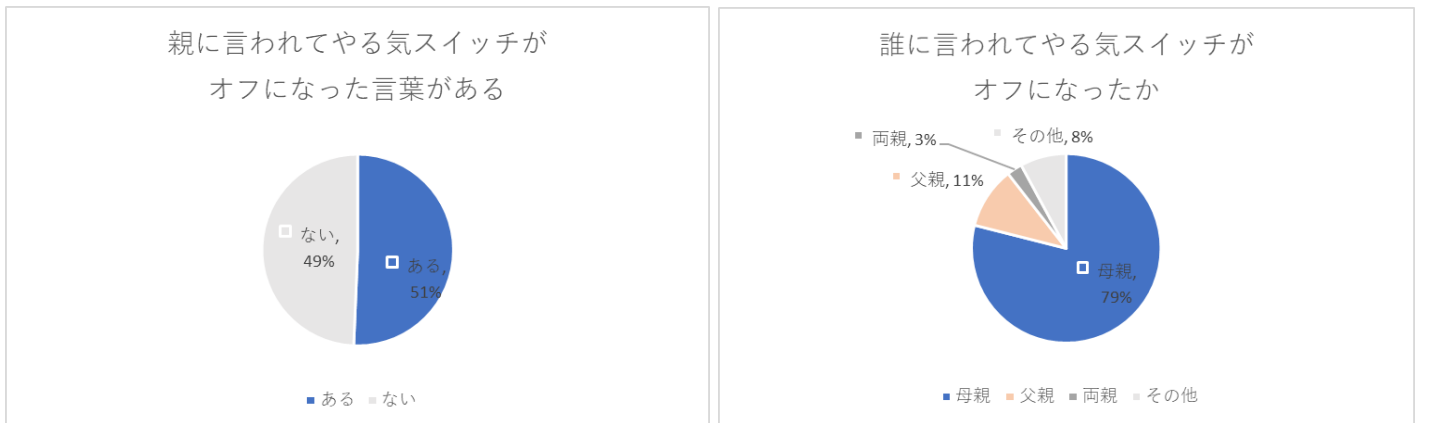 親に言われてやる気スイッチが
オフになった言葉がある
ない,
49%
ある,
51%
ある ない
誰に言われてやる気スイッチが
オフになったか
両親, 3%
その他, 8%
父親, 11%
母親,
79%
母親 父親 両親 その他